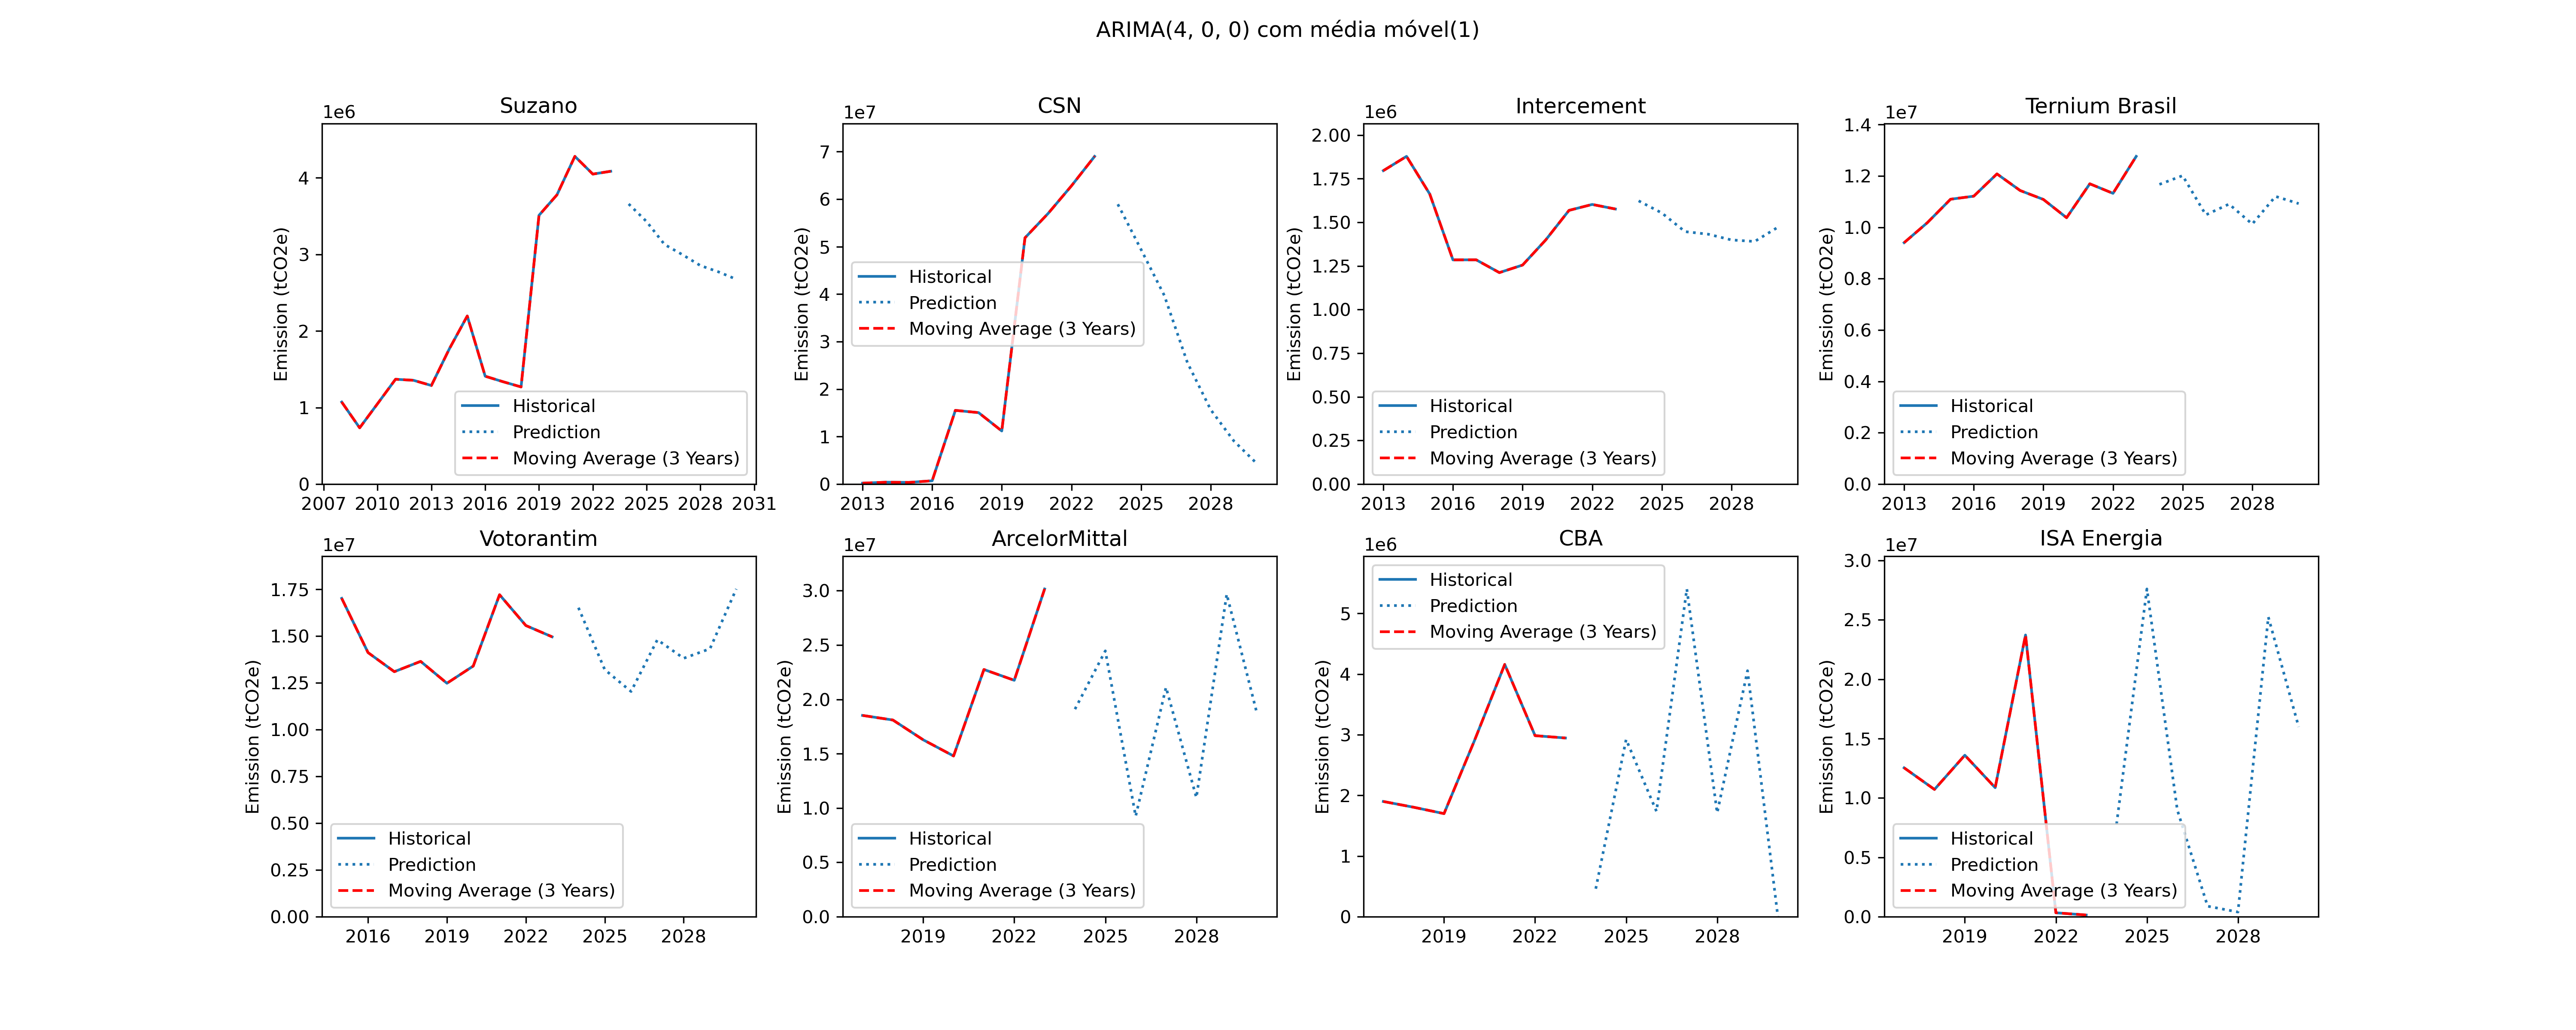 ARIMA(4, 0, 0) com média móvel(1)
Suzano
1e6
Emission (tCO2e)
4
3
2
1
0
Historical
Prediction
Moving Average (3 Years)
2007 2010 2013 2016 2019 2022 2025 2028 2031
CSN
1e7
Emission (tCO2e)
7
6
5
4
3
2
1
0
Historical
Prediction
Moving Average (3 Years)
2013 2016 2019 2022 2025 2028
Intercement
1e6
Emission (tCO2e)
2.00
1.75
1.50
1.25
1.00
0.75
0.50
0.25
0.00
Historical
Prediction
Moving Average (3 Years)
2013 2016 2019 2022 2025 2028
Ternium Brasil
1e7
Emission (tCO2e)
1.4
1.2
1.0
0.8
0.6
0.4
0.2
0.0
Historical
Prediction
Moving Average (3 Years)
2013 2016 2019 2022 2025 2028
Votorantim
1e7
Emission (tCO2e)
1.75
1.50
1.25
1.00
0.75
0.50
0.25
0.00
Historical
Prediction
Moving Average (3 Years)
2016 2019 2022 2025 2028
ArcelorMittal
1e7
Emission (tCO2e)
3.0
2.5
2.0
1.5
1.0
0.5
0.0
Historical
Prediction
Moving Average (3 Years)
2019 2022 2025 2028
CBA
1e6
Emission (tCO2e)
5
4
3
2
1
0
Historical
Prediction
Moving Average (3 Years)
2019 2022 2025 2028
ISA Energia
1e7
Emission (tCO2e)
3.0
2.5
2.0
1.5
1.0
0.5
0.0
Historical
Prediction
Moving Average (3 Years)
2019 2022 2025 2028